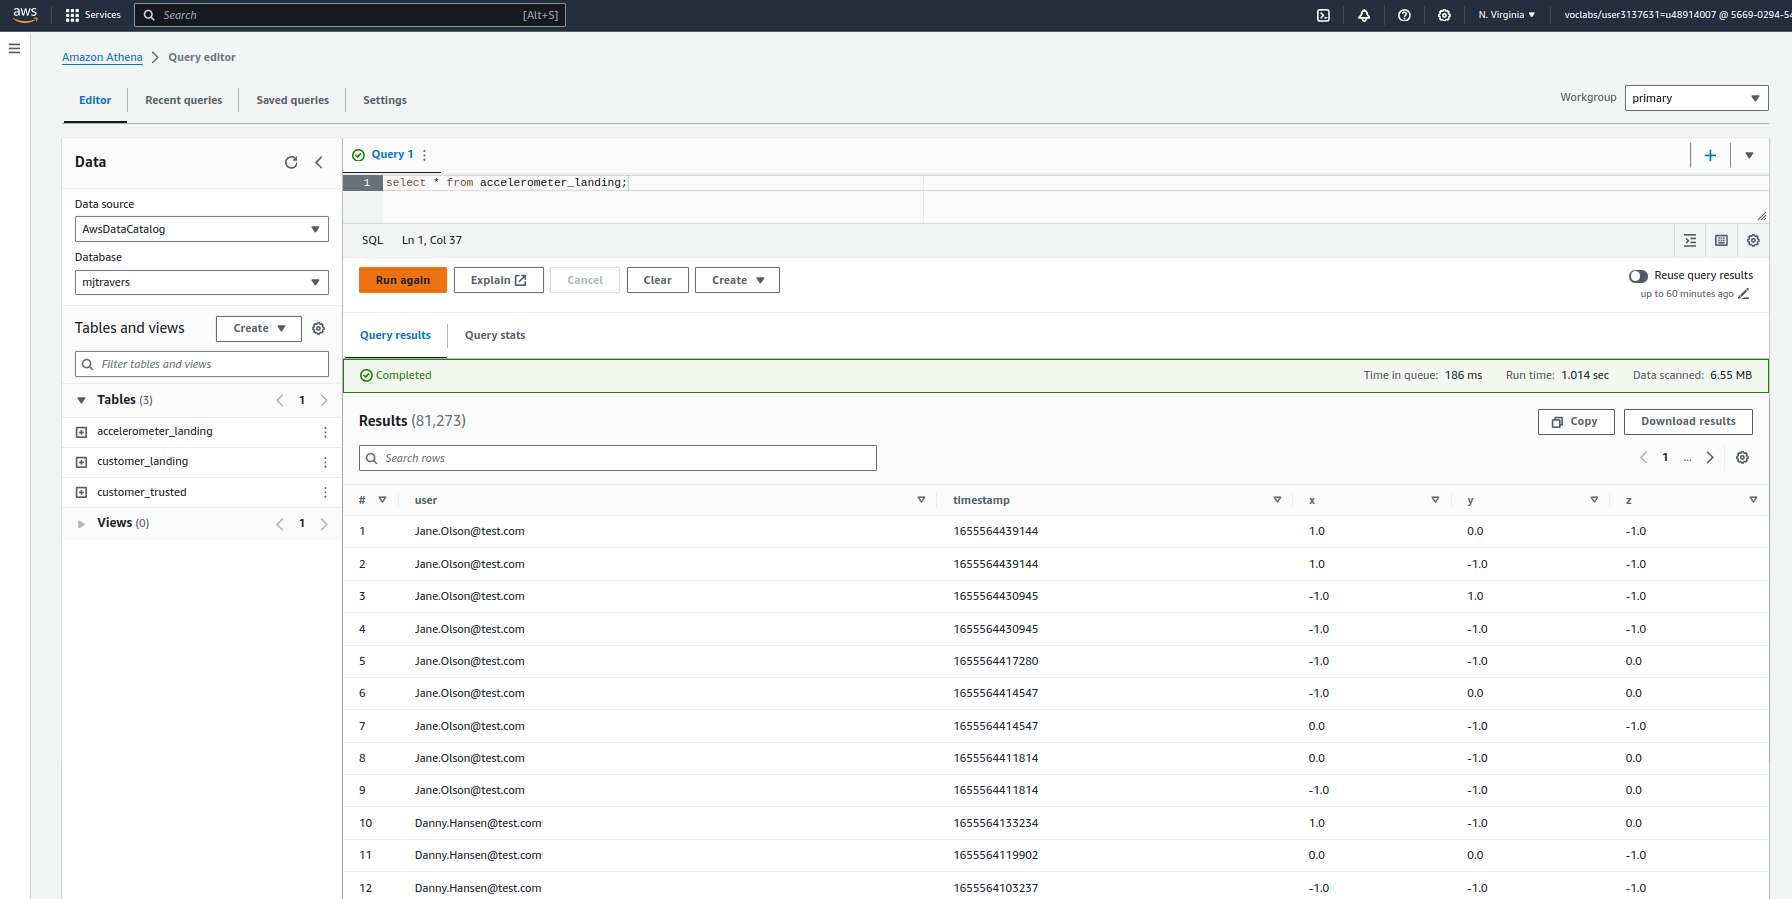 aws Services Search [Alt+S] N. Virginia voclabs/user3137631=u48914007 @ 5669-0294-54
Amazon Athena Query editor
Editor Recent queries Saved queries Settings Workgroup primary
Data
Data source
AwsDataCatalog
Database
mjtravers
Tables and views Create
Filter tables and views
Tables (3) 1
accelerometer_landing
customer_landing
customer_trusted
Views (0) 1
Query 1
1 select * from accelerometer_landing;
SQL Ln 1, Col 37
Run again Explain Cancel Clear Create Reuse query results
up to 60 minutes ago
Query results Query stats
Completed Time in queue: 186 ms Run time: 1.014 sec Data scanned: 6.55 MB
Results (81,273) Copy Download results
Search rows 1 ...
# user timestamp x y z
1 Jane.Olson@test.com 1655564439144 1.0 0.0 -1.0
2 Jane.Olson@test.com 1655564439144 1.0 -1.0 -1.0
3 Jane.Olson@test.com 1655564430945 -1.0 1.0 -1.0
4 Jane.Olson@test.com 1655564430945 -1.0 -1.0 -1.0
5 Jane.Olson@test.com 1655564417280 -1.0 -1.0 0.0
6 Jane.Olson@test.com 1655564414547 -1.0 0.0 0.0
7 Jane.Olson@test.com 1655564414547 0.0 -1.0 -1.0
8 Jane.Olson@test.com 1655564411814 0.0 -1.0 0.0
9 Jane.Olson@test.com 1655564411814 -1.0 -1.0 0.0
10 Danny.Hansen@test.com 1655564133234 1.0 -1.0 0.0
11 Danny.Hansen@test.com 1655564119902 0.0 0.0 -1.0
12 Danny.Hansen@test.com 1655564103237 -1.0 -1.0 -1.0